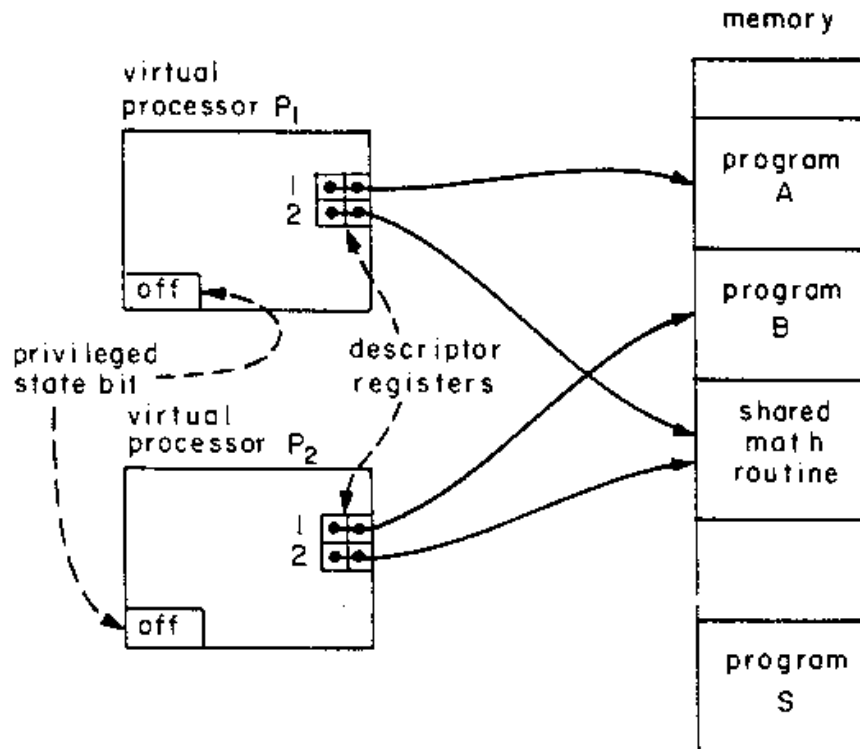 memory
virtual
processor P₁
1
2
off
program
A
program
B
privileged
state bit
descriptor
registers
shared
math
routine
virtual
processor P₂
1
2
off
program
S